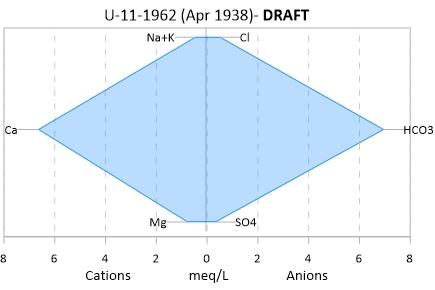 U-11-1962 (Apr 1938)- DRAFT
Na+K Cl
Ca HCO3
Mg SO4
8 6 4 2 0 2 4 6 8
Cations meq/L Anions